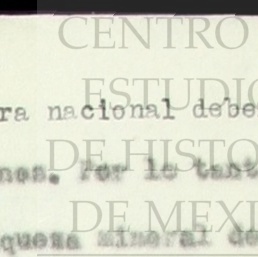 CENTRO
ESTUDIO
ra nacional debe
DE HISTO
nes. Por lo tant
DE MEXI
queza mineral de